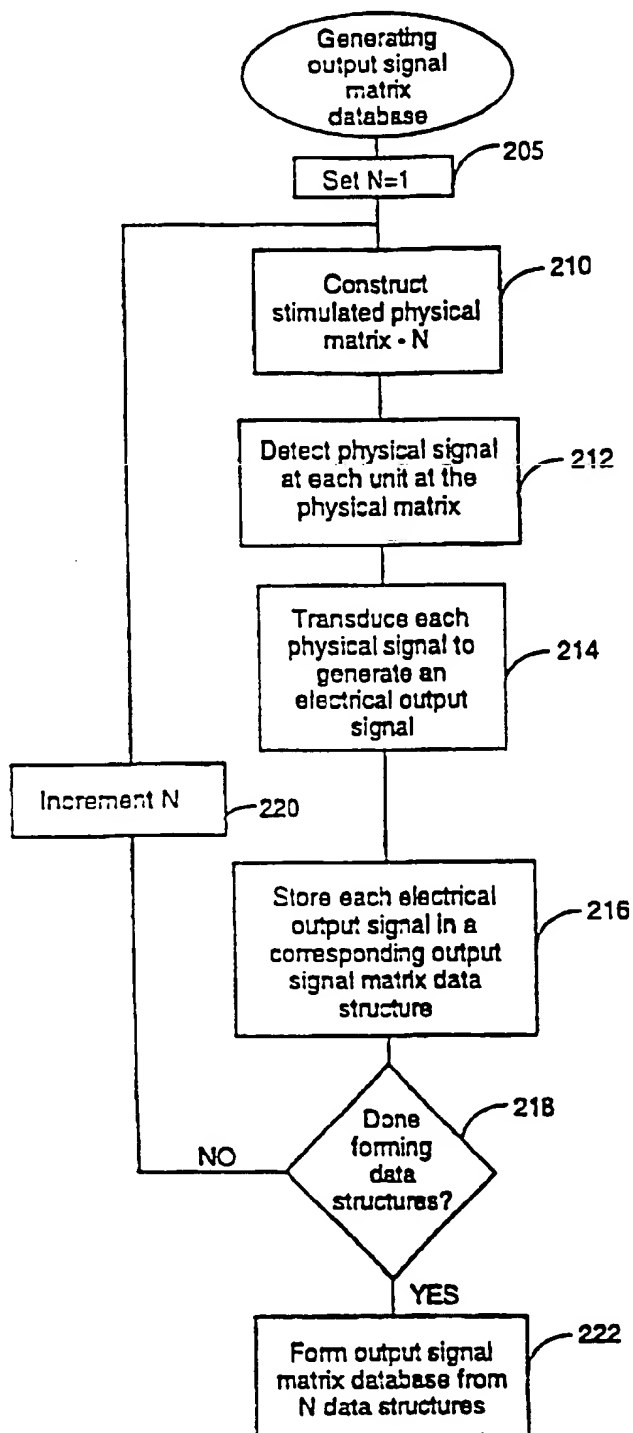 Generating
output signal
matrix
database
205
Set N=1
210
Construct
stimulated physical
matrix - N
Detect physical signal
at each unit at the
physical matrix
212
Transduce each
physical signal to
generate an
electrical output
signal
214
Increment N
220
Store each electrical
output signal in a
corresponding output
signal matrix data
structure
216
Done
forming
data
structures?
218
NO
YES
Form output signal
matrix database from
N data structures
222